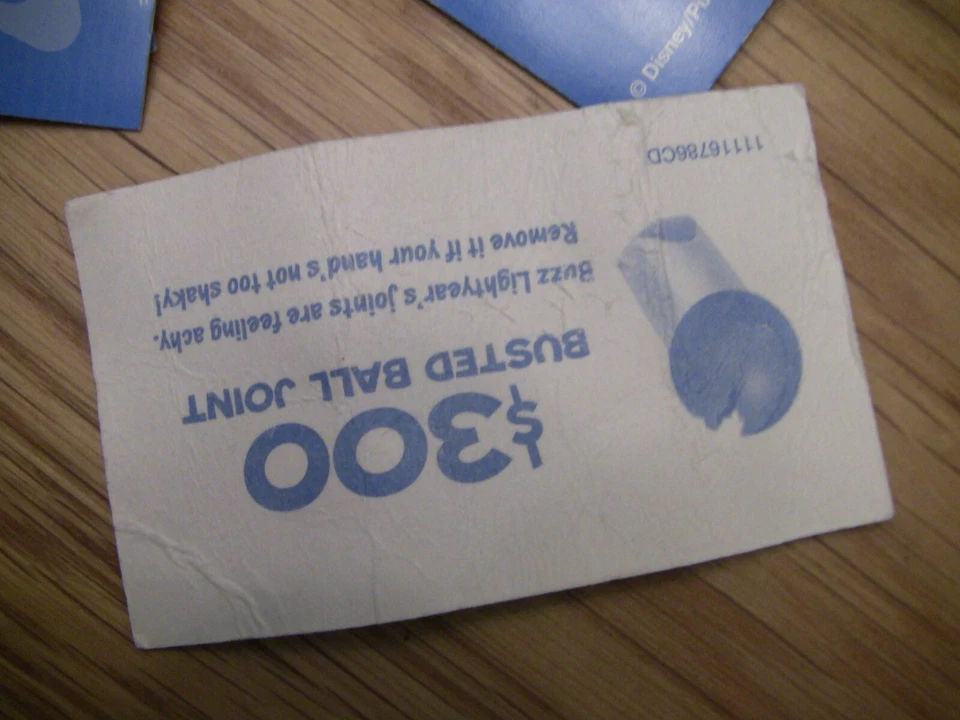 $300
BUSTED BALL JOINT
Buzz Lightyear's joints are feeling achy.
Remove it if your hand's not too shaky!
11116786CD
© Disney/P